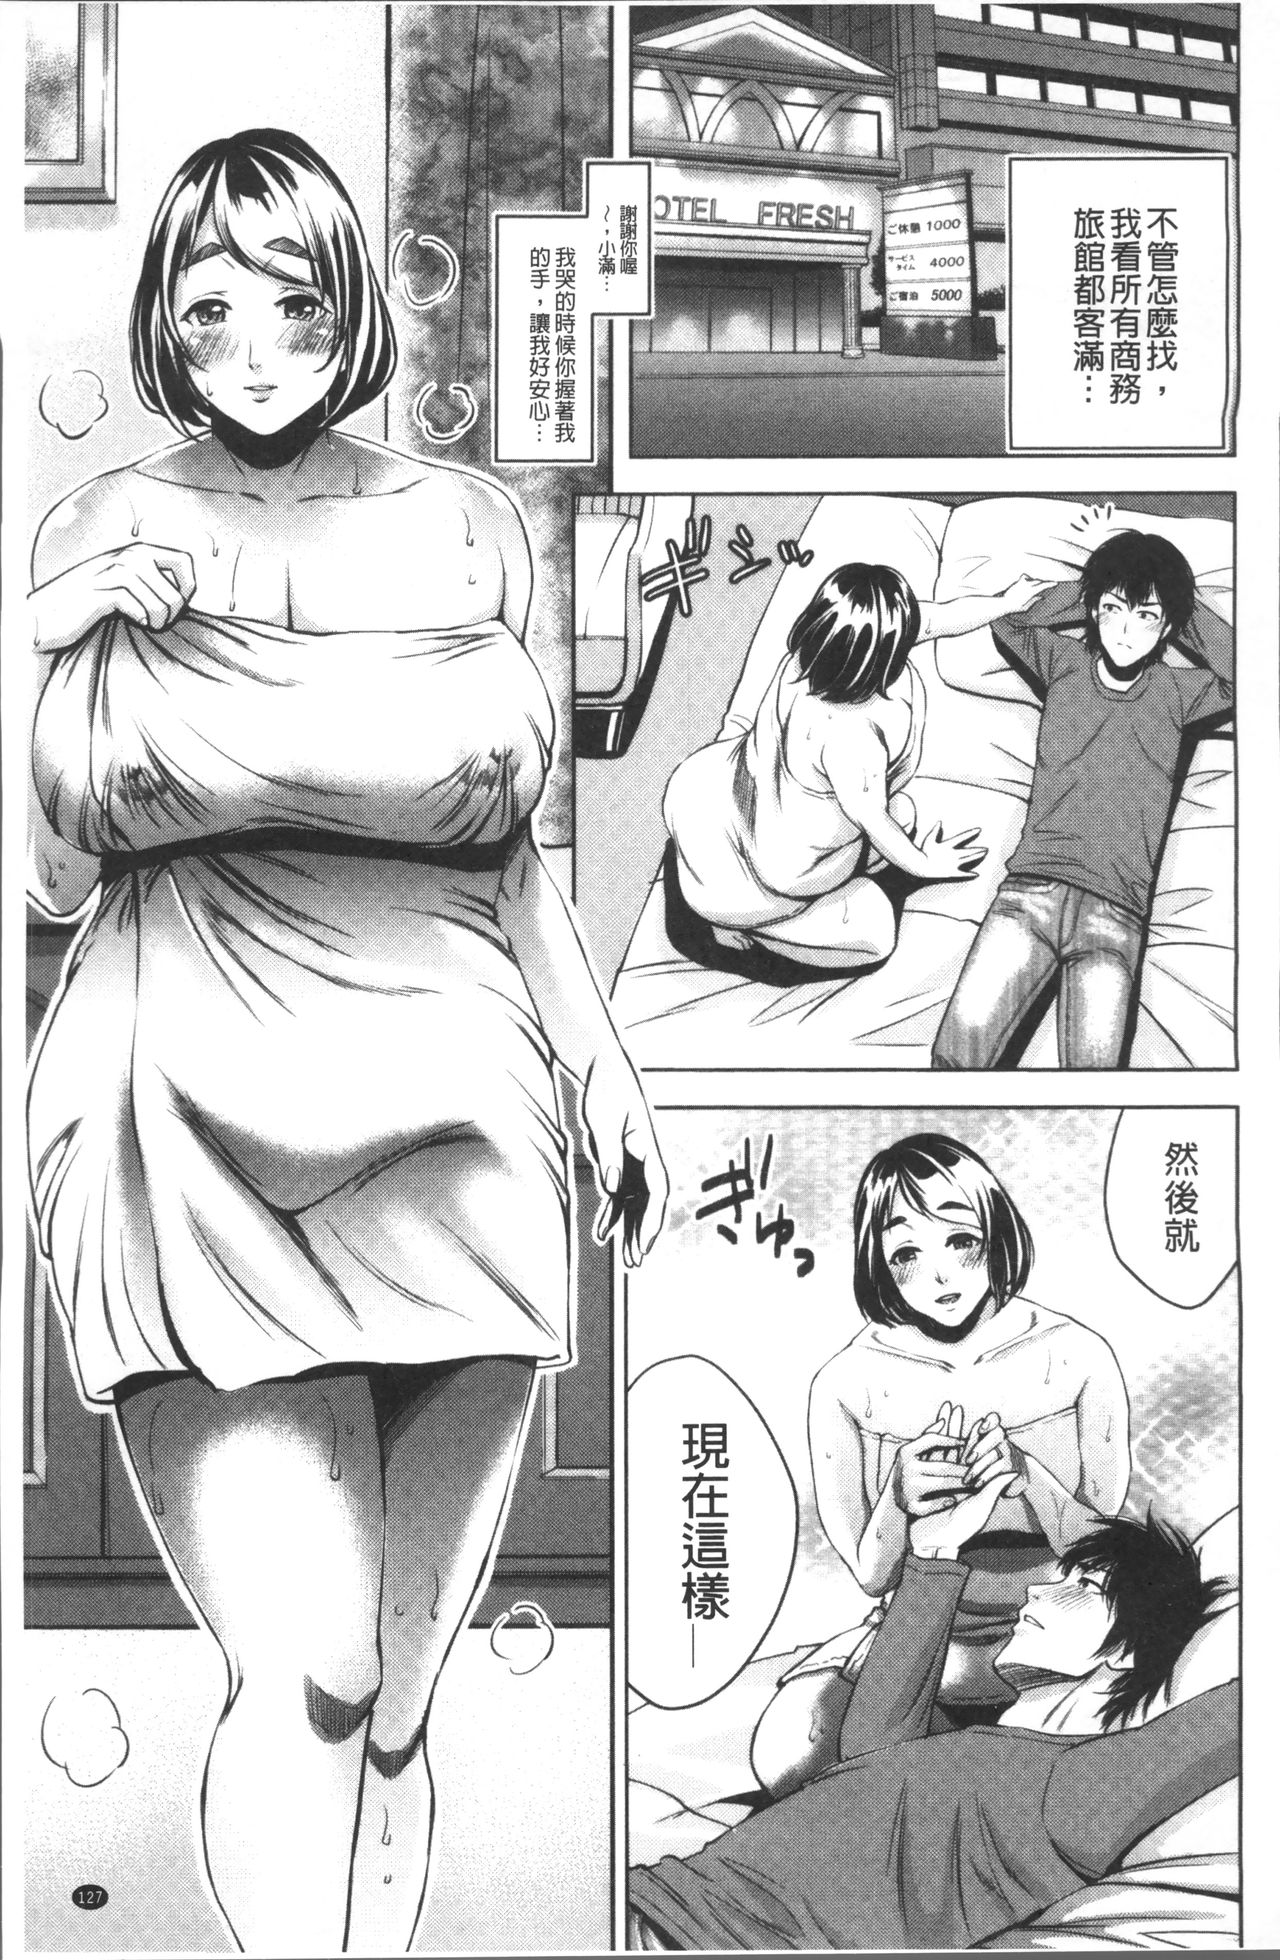 不管怎麼找，
我看所有商務
旅館都客滿…
OTEL FRESH
ご休憩 1000
サービス
タイム 4000
ご宿泊 5000
謝謝你喔
～，小滿…
我哭的時候你握著我
的手，讓我好安心…
ギシッ
然後就
ぎゅっ
現在這樣—
127